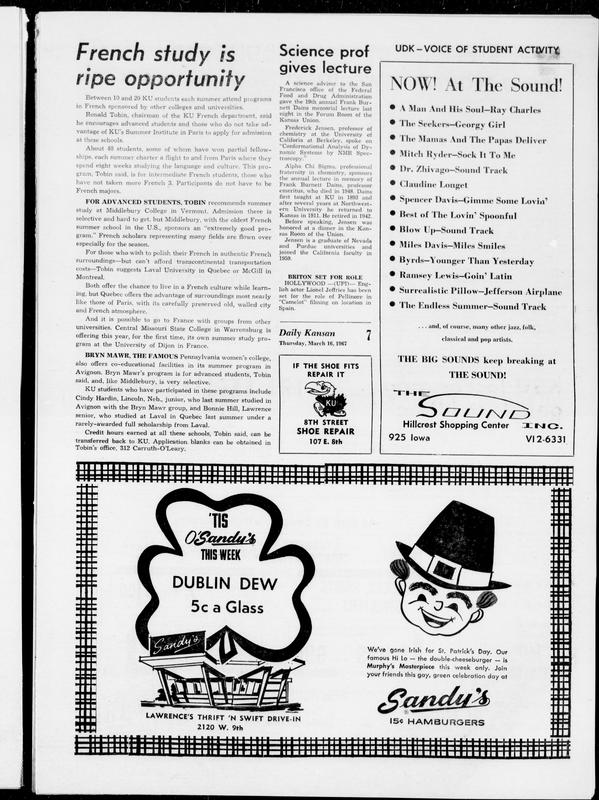 French study is
ripe opportunity
Between 10 and 20 KU students each summer attend programs
in French sponsored by other colleges and universities.
Ronald Tobin, chairman of the KU French department, said
he encourages advanced students and those who do not take ad-
vantage of KU's Summer Institute in Paris to apply for admission
at these schools.
About 40 students, some of whom have won partial fellow-
ships, each summer charter a flight to and from Paris where they
spend eight weeks studying the language and culture. This pro-
gram, Tobin said, is for intermediate French students, those who
have not taken more French 3. Participants do not have to be
French majors.
FOR ADVANCED STUDENTS, TOBIN recommends summer
study at Middlebury College in Vermont. Admission there is
selective and hard to get, but Middlebury, with the oldest French
summer school in the U.S., sponsors an "extremely good pro-
gram." French scholars representing many fields are flown over
especially for the season.
For those who wish to polish their French in authentic French
surroundings—but can't afford transcontinental transportation
costs—Tobin suggests Laval University in Quebec or McGill in
Montreal.
Both offer the chance to live in a French culture while learn-
ing, but Quebec offers the advantage of surroundings most nearly
like those of Paris, with its carefully preserved old, walled city
and French atmosphere.
And it is possible to go to France with groups from other
universities. Central Missouri State College in Warrensburg is
offering this year, for the first time, its own summer study pro-
gram at the University of Dijon in France.
BRYN MAWR, THE FAMOUS Pennsylvania women's college,
also offers co-educational facilities in its summer program in
Avignon. Bryn Mawr's program is for advanced students, Tobin
said, and, like Middlebury, is very selective.
KU students who have participated in these programs include
Cindy Hardin, Lincoln, Neb., junior, who last summer studied in
Avignon with the Bryn Mawr group, and Bonnie Hill, Lawrence
senior, who studied at Laval in Quebec last summer under a
rarely-awarded full scholarship from Laval.
Credit hours earned at all these schools, Tobin said, can be
transferred back to KU. Application blanks can be obtained in
Tobin's office, 312 Carruth-O'Leary.
Science prof
gives lecture
A science adviser to the San
Francisco office of the Federal
Food and Drug Administration
gave the 19th annual Frank Bur-
nett Dains memorial lecture last
night in the Forum Room of the
Kansas Union.
Frederick Jensen, professor of
chemistry at the University of
California at Berkeley, spoke on
"Conformational Analysis of Dy-
namic Systems by NMR Spec-
troscopy."
Alpha Chi Sigma, professional
fraternity in chemistry, sponsors
the annual lecture in memory of
Frank Burnett Dains, professor
emeritus, who died in 1948. Dains
first taught at KU in 1893 and
after several years at Northwest-
ern University he returned to
Kansas in 1911. He retired in 1942.
Before speaking, Jensen was
honored at a dinner in the Kan-
sas Room of the Union.
Jensen is a graduate of Nevada
and Purdue universities and
joined the California faculty in
1959.
BRITON SET FOR ROLE
HOLLYWOOD —(UPI)— Eng-
lish actor Lionel Jeffries has been
set for the role of Pellinore in
"Camelot" filming on location in
Spain.
Daily Kansan 7
Thursday, March 16, 1967
IF THE SHOE FITS
REPAIR IT
KU
8TH STREET
SHOE REPAIR
107 E. 8th
UDK—VOICE OF STUDENT ACTIVITY
NOW! At The Sound!
● A Man And His Soul—Ray Charles
● The Seekers—Georgy Girl
● The Mamas And The Papas Deliver
● Mitch Ryder—Sock It To Me
● Dr. Zhivago—Sound Track
● Claudine Longet
● Spencer Davis—Gimme Some Lovin'
● Best of The Lovin' Spoonful
● Blow Up—Sound Track
● Miles Davis—Miles Smiles
● Byrds—Younger Than Yesterday
● Ramsey Lewis—Goin' Latin
● Surrealistic Pillow—Jefferson Airplane
● The Endless Summer—Sound Track
. . . and, of course, many other jazz, folk,
classical and pop artists.
THE BIG SOUNDS keep breaking at
THE SOUND!
THE
SOUND
Hillcrest Shopping Center INC.
925 Iowa VI 2-6331
'TIS
O'Sandy's
THIS WEEK
DUBLIN DEW
5c a Glass
Sandy's
LAWRENCE'S THRIFT 'N SWIFT DRIVE-IN
2120 W. 9th
We've gone Irish for St. Patrick's Day. Our
famous Hi Lo — the double-cheeseburger — is
Murphy's Masterpiece this week only. Join
your friends this gay, green celebration day at
Sandy's
15¢ HAMBURGERS